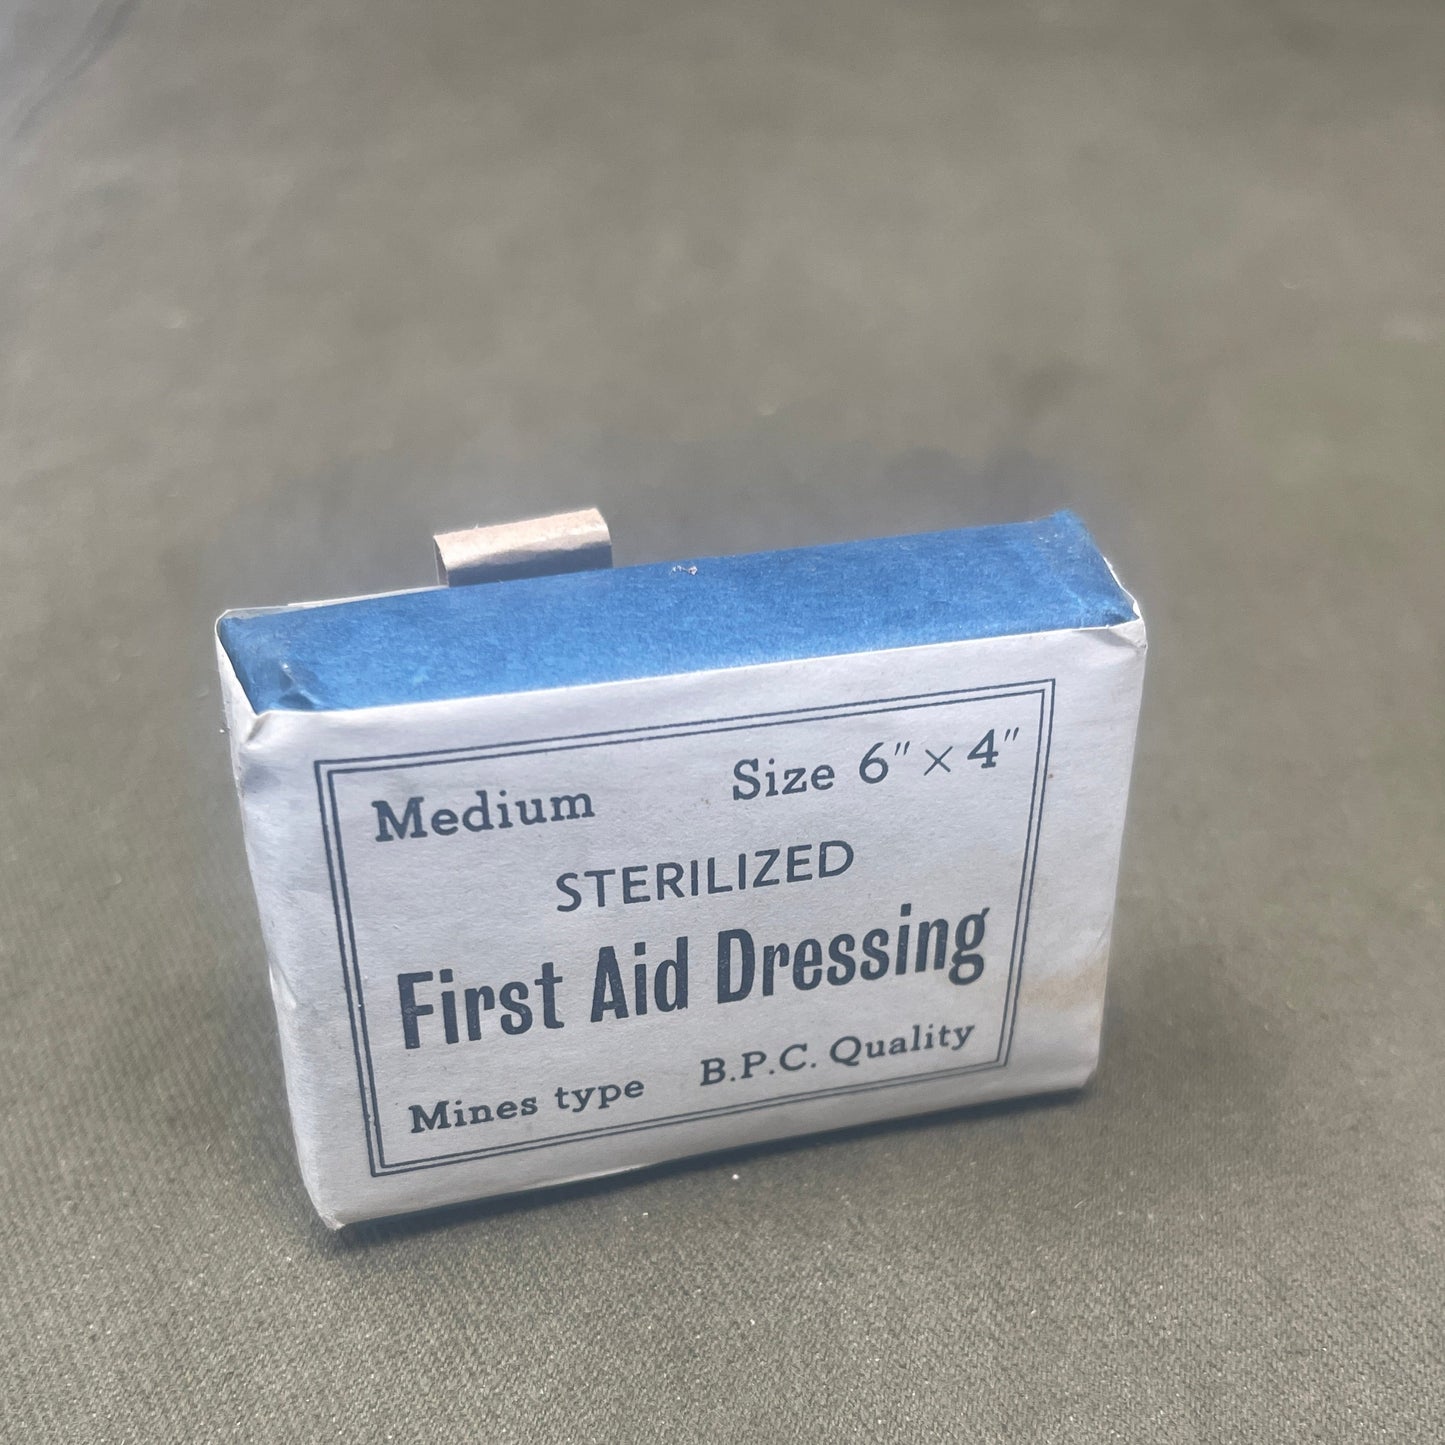 Medium Size 6" × 4"
STERILIZED
First Aid Dressing
Mines type B.P.C. Quality